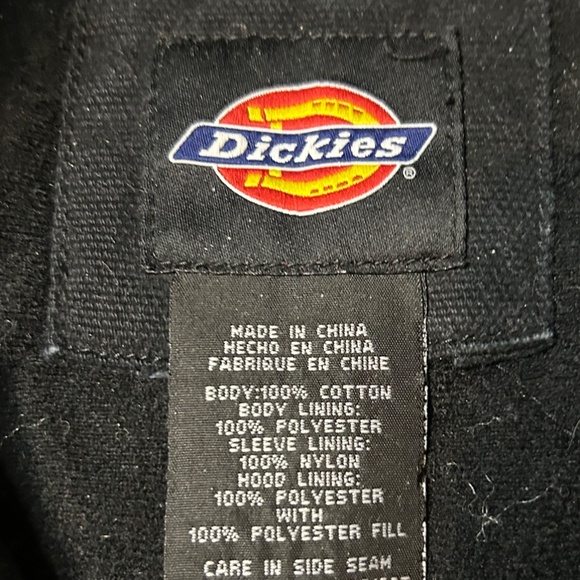 Dickies
®
MADE IN CHINA
HECHO EN CHINA
FABRIQUE EN CHINE
BODY:100% COTTON
BODY LINING:
100% POLYESTER
SLEEVE LINING:
100% NYLON
HOOD LINING:
100% POLYESTER
WITH
100% POLYESTER FILL
CARE IN SIDE SEAM